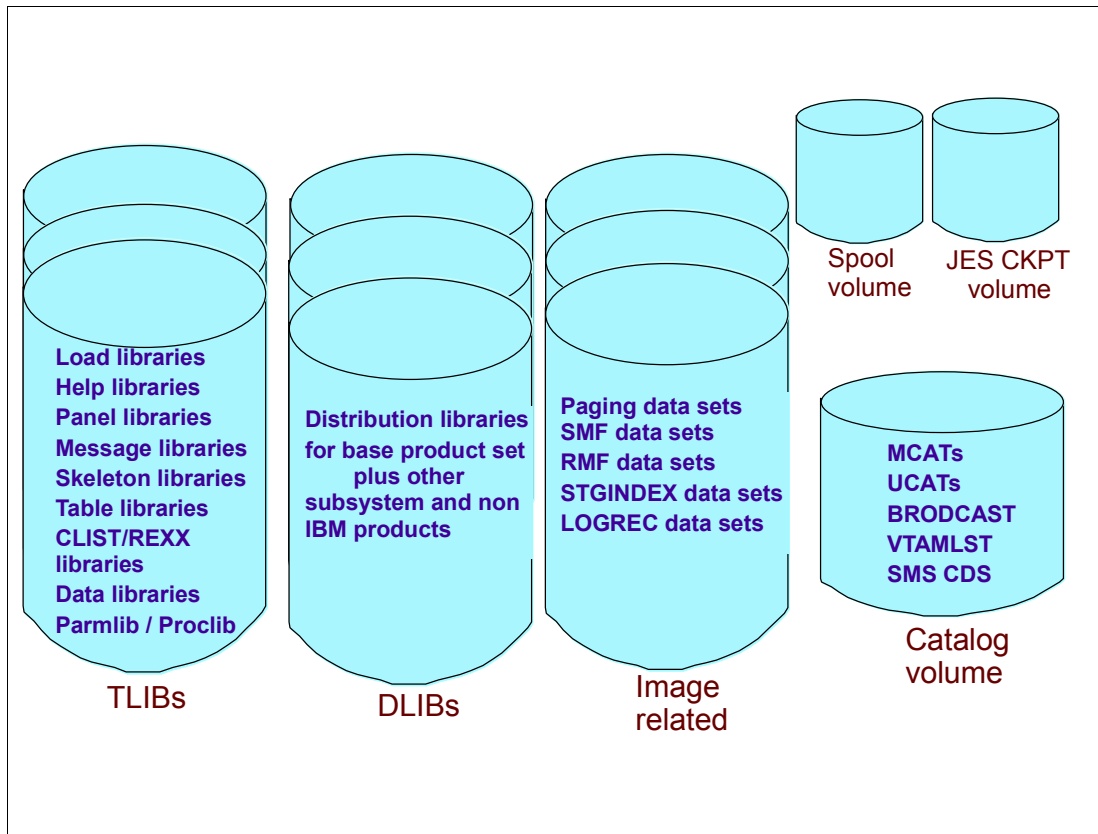 Load libraries
Help libraries
Panel libraries
Message libraries
Skeleton libraries
Table libraries
CLIST/REXX
libraries
Data libraries
Parmlib / Proclib
TLIBs
Distribution libraries
for base product set
plus other
subsystem and non
IBM products
DLIBs
Paging data sets
SMF data sets
RMF data sets
STGINDEX data sets
LOGREC data sets
Image
related
Spool
volume
JES CKPT
volume
MCATs
UCATs
BRODCAST
VTAMLST
SMS CDS
Catalog
volume